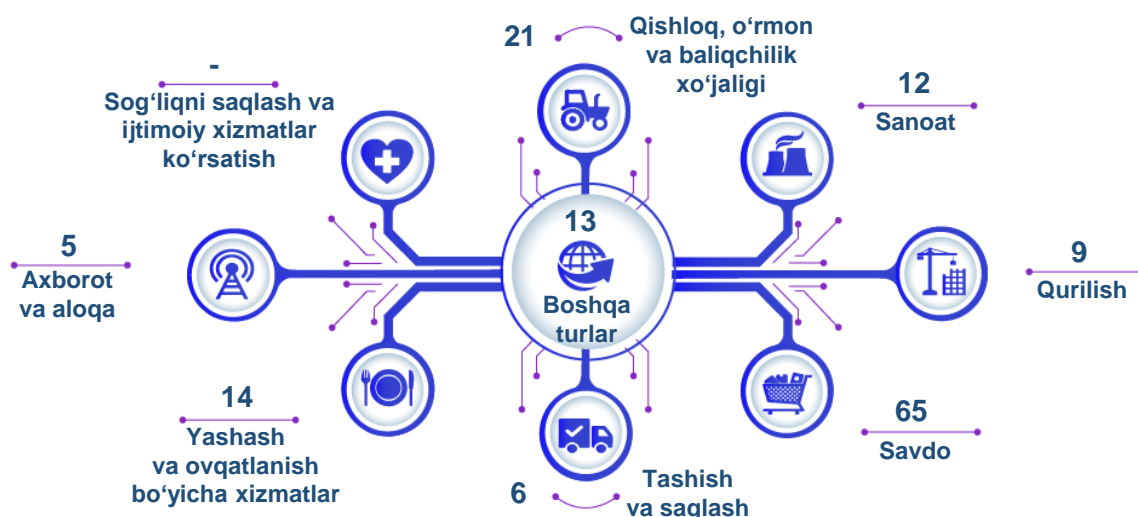 21
Qishloq, o‘rmon
va baliqchilik
xo‘jaligi
-
Sog‘liqni saqlash va
ijtimoiy xizmatlar
ko‘rsatish
12
Sanoat
13
Boshqa
turlar
5
Axborot
va aloqa
9
Qurilish
14
Yashash
va ovqatlanish
bo‘yicha xizmatlar
65
Savdo
6
Tashish
va saqlash